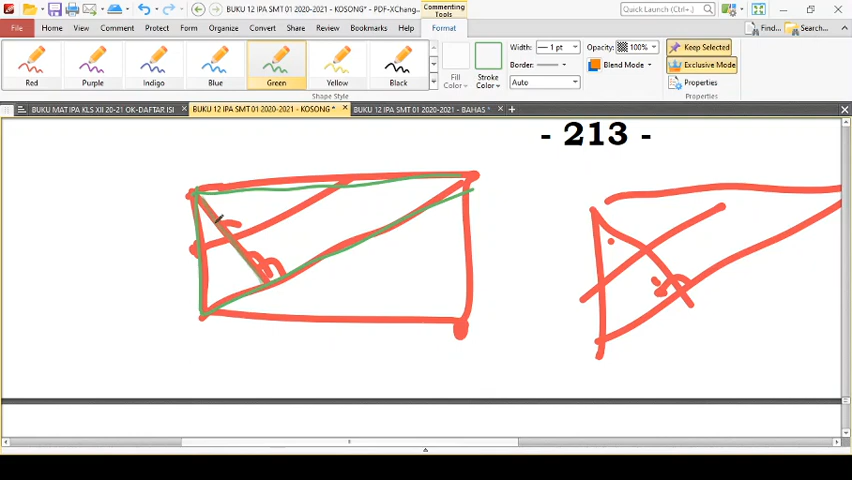 BUKU 12 IPA SMT 01 2020-2021 - KOSONG* - PDF-XChang
Commenting Tools
Quick Launch (Ctrl+.)
File
Home
View
Comment
Protect
Form
Organize
Convert
Share
Review
Bookmarks
Help
Format
Find...
Search...
Red
Purple
Indigo
Blue
Green
Yellow
Black
Shape Style
Fill Color
Stroke Color
Width: 1 pt
Border:
Auto
Opacity: 100%
Blend Mode
Keep Selected
Exclusive Mode
Properties
Properties
BUKU MAT IPA KLS XII 20-21 OK-DAFTAR ISI
BUKU 12 IPA SMT 01 2020-2021 - KOSONG *
BUKU 12 IPA SMT 01 2020-2021 - BAHAS *
- 213 -